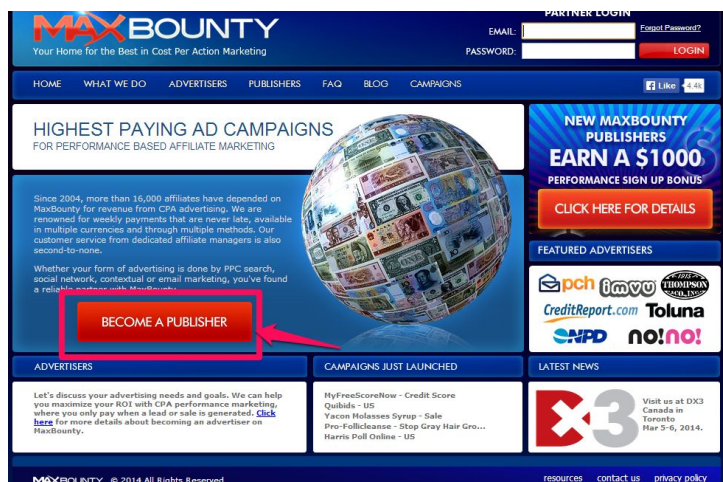 MAXBOUNTY
Your Home for the Best in Cost Per Action Marketing
PARTNER LOGIN
EMAIL:
Forgot Password?
PASSWORD:
LOGIN
HOME WHAT WE DO ADVERTISERS PUBLISHERS FAQ BLOG CAMPAIGNS
Like 4.4k
HIGHEST PAYING AD CAMPAIGNS
FOR PERFORMANCE BASED AFFILIATE MARKETING
Since 2004, more than 16,000 affiliates have depended on
MaxBounty for revenue from CPA advertising. We are
renowned for weekly payments that are never late, available
in multiple currencies and through multiple methods. Our
customer service from dedicated affiliate managers is also
second-to-none.
Whether your form of advertising is done by PPC search,
social network, contextual or email marketing, you've found
a reliable partner with MaxBounty.
BECOME A PUBLISHER
NEW MAXBOUNTY
PUBLISHERS
EARN A $1000
PERFORMANCE SIGN UP BONUS
CLICK HERE FOR DETAILS
FEATURED ADVERTISERS
pch imvu THOMPSON
CreditReport.com Toluna
NPD no!no!
ADVERTISERS
Let's discuss your advertising needs and goals. We can help
you maximize your ROI with CPA performance marketing,
where you only pay when a lead or sale is generated. Click
here for more details about becoming an advertiser on
MaxBounty.
CAMPAIGNS JUST LAUNCHED
MyFreeScoreNow - Credit Score
Quibids - US
Yacon Molasses Syrup - Sale
Pro-Follicleanse - Stop Gray Hair Gro...
Harris Poll Online - US
LATEST NEWS
DX3
Visit us at DX3
Canada in
Toronto
Mar 5-6, 2014.
MAXBOUNTY © 2014 All Rights Reserved
resources contact us privacy policy